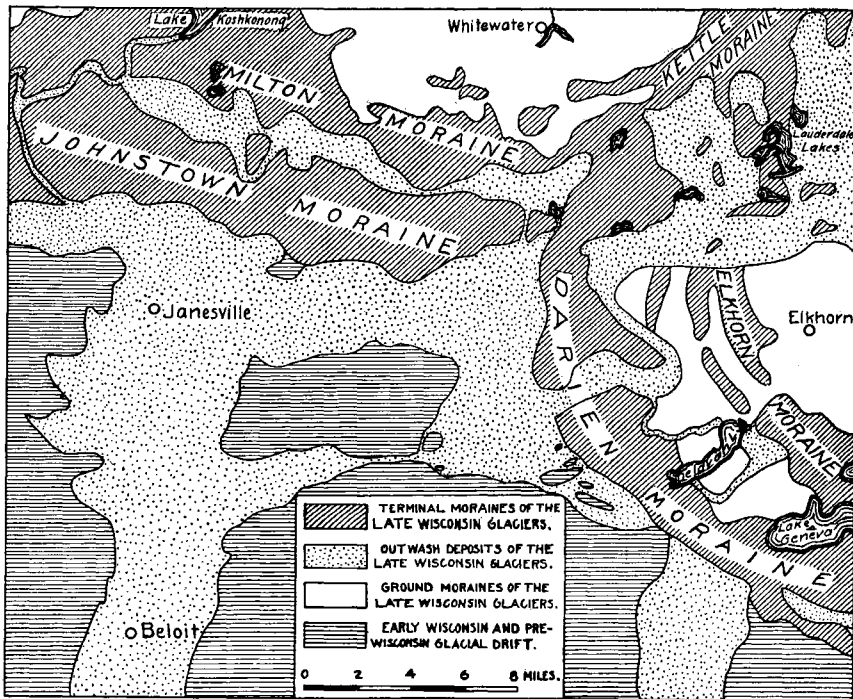 Lake Koshkonong
Whitewater
KETTLE
MORAINE
MILTON
MORAINE
Lauderdale
Lakes
JOHNSTOWN
MORAINE
Janesville
DARIEN
MORAINE
ELKHORN
MORAINE
Elkhorn
Lake
Geneva
TERMINAL MORAINES OF THE
LATE WISCONSIN GLACIERS.
OUTWASH DEPOSITS OF THE
LATE WISCONSIN GLACIERS.
GROUND MORAINES OF THE
LATE WISCONSIN GLACIERS.
EARLY WISCONSIN AND PRE-
WISCONSIN GLACIAL DRIFT.
0 2 4 6 8 MILES.
Beloit